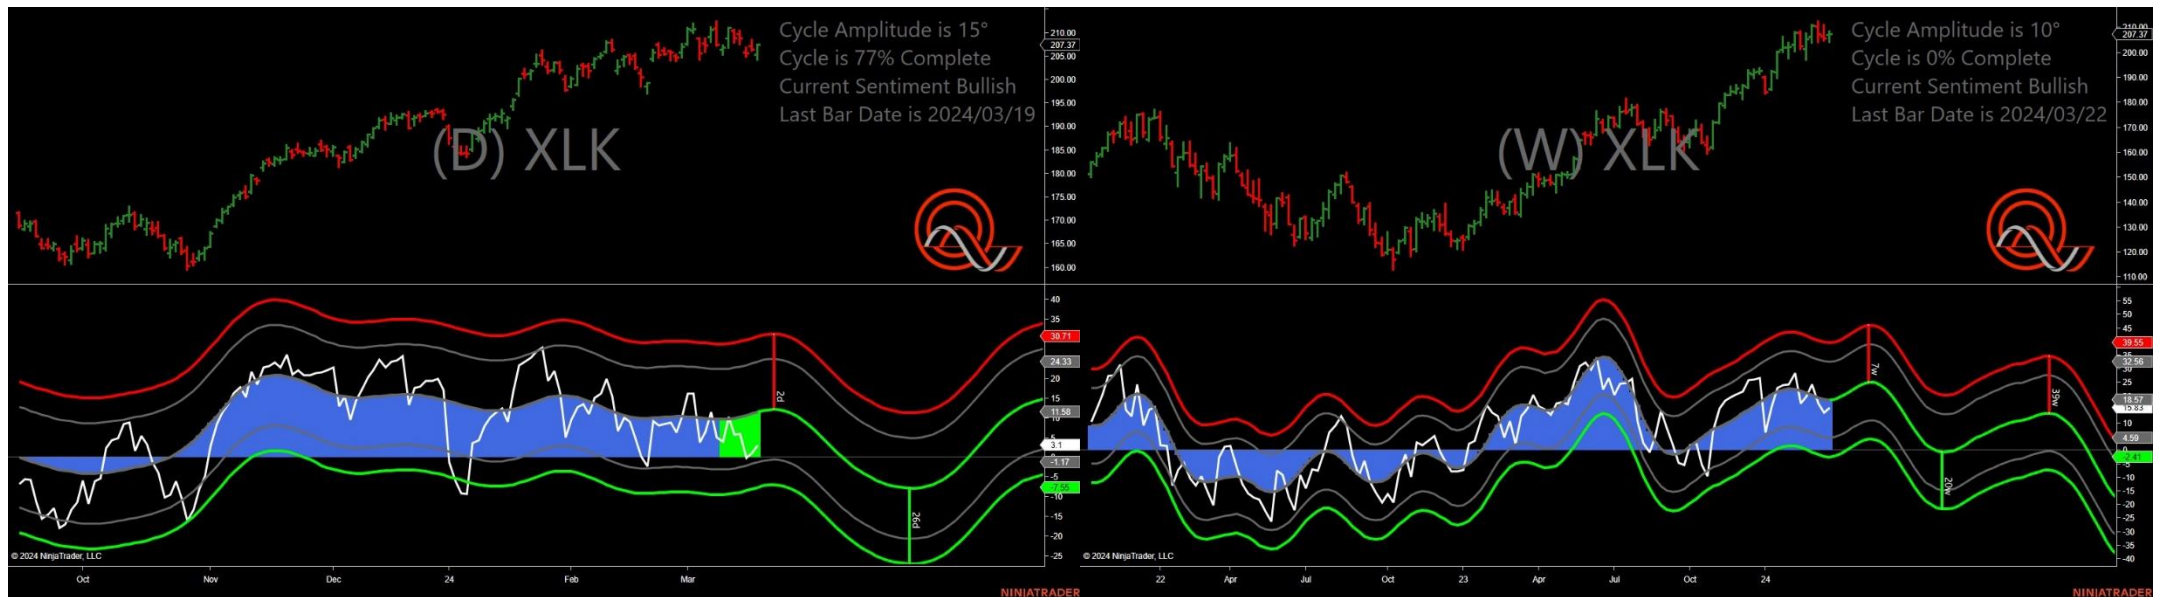 Cycle Amplitude is 15°
Cycle is 77% Complete
Current Sentiment Bullish
Last Bar Date is 2024/03/19
(D) XLK
210.00
207.37
205.00
200.00
195.00
190.00
185.00
180.00
175.00
170.00
165.00
160.00
40
35
30.71
24.33
20
15
11.58
3.1
-1.17
-5
-7.55
-10
-15
-20
-25
2d
26d
© 2024 NinjaTrader, LLC
Oct Nov Dec 24 Feb Mar
NINJATRADER
Cycle Amplitude is 10°
Cycle is 0% Complete
Current Sentiment Bullish
Last Bar Date is 2024/03/22
(W) XLK
210.00
207.37
200.00
190.00
180.00
170.00
160.00
150.00
140.00
130.00
120.00
110.00
55
50
45
39.55
32.56
30
25
18.57
15.83
10
4.59
-2.41
-5
-10
-15
-20
-25
-30
-35
-40
7w
20w
39w
© 2024 NinjaTrader, LLC
22 Apr Jul Oct 23 Apr Jul Oct 24
NINJATRADER